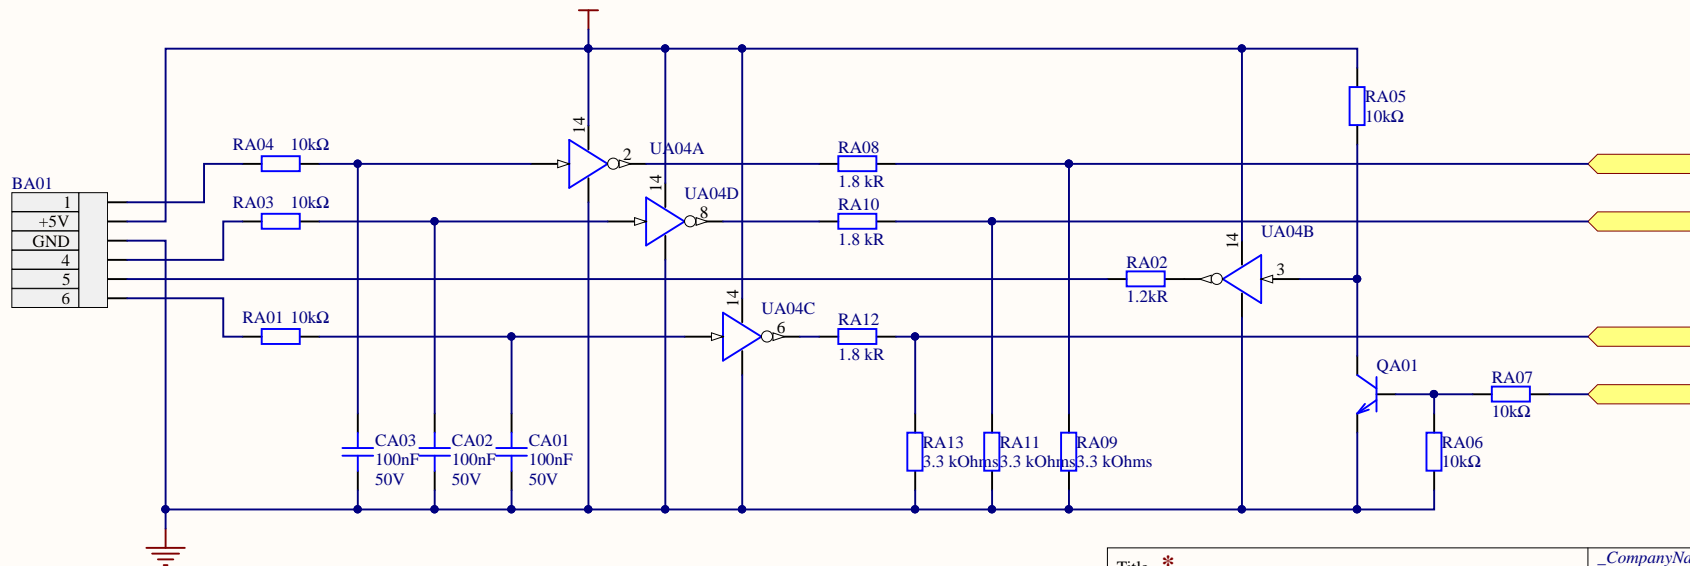 RA05
10kΩ
14
RA04 10kΩ
2
UA04A
RA08
1.8 kR
14
BA01
1
+5V
GND
4
5
6
RA03 10kΩ
UA04D
8
RA10
1.8 kR
UA04B
14
3
RA02
1.2kR
14
RA01 10kΩ
UA04C
6
RA12
1.8 kR
QA01
RA07
10kΩ
CA03
100nF
50V
CA02
100nF
50V
CA01
100nF
50V
RA13
3.3 kOhms
RA11
3.3 kOhms
RA09
3.3 kOhms
RA06
10kΩ
Title *
_CompanyNa